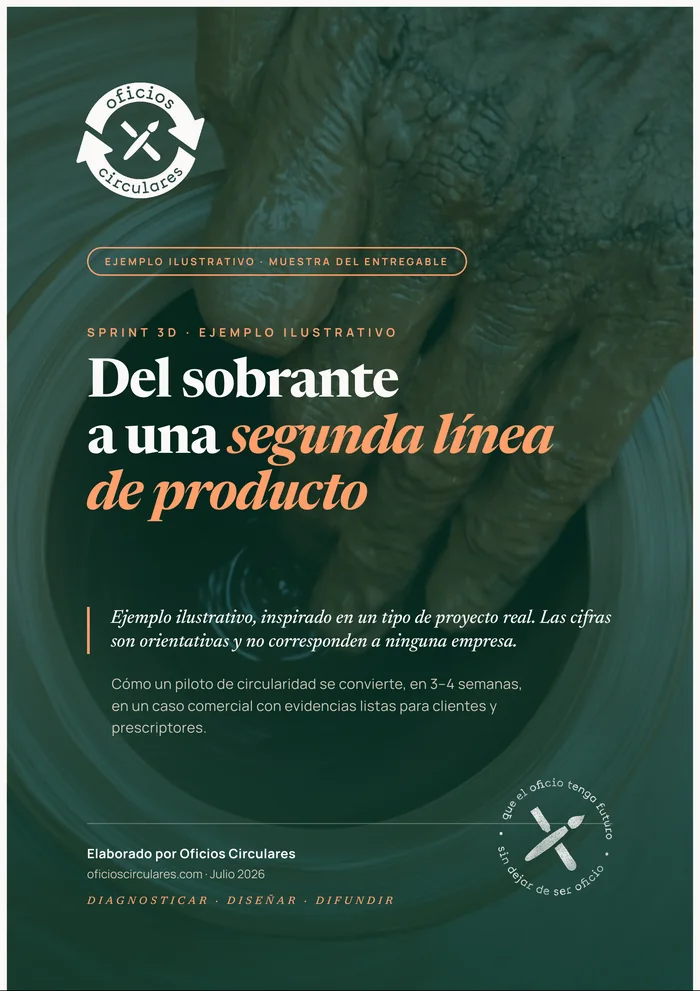 oficios
circulares
EJEMPLO ILUSTRATIVO · MUESTRA DEL ENTREGABLE
SPRINT 3D · EJEMPLO ILUSTRATIVO
Del sobrante
a una segunda línea
de producto
Ejemplo ilustrativo, inspirado en un tipo de proyecto real. Las cifras
son orientativas y no corresponden a ninguna empresa.
Cómo un piloto de circularidad se convierte, en 3–4 semanas,
en un caso comercial con evidencias listas para clientes y
prescriptores.
que el oficio tenga futuro
sin dejar de ser oficio
Elaborado por Oficios Circulares
oficioscirculares.com · Julio 2026
DIAGNOSTICAR · DISEÑAR · DIFUNDIR